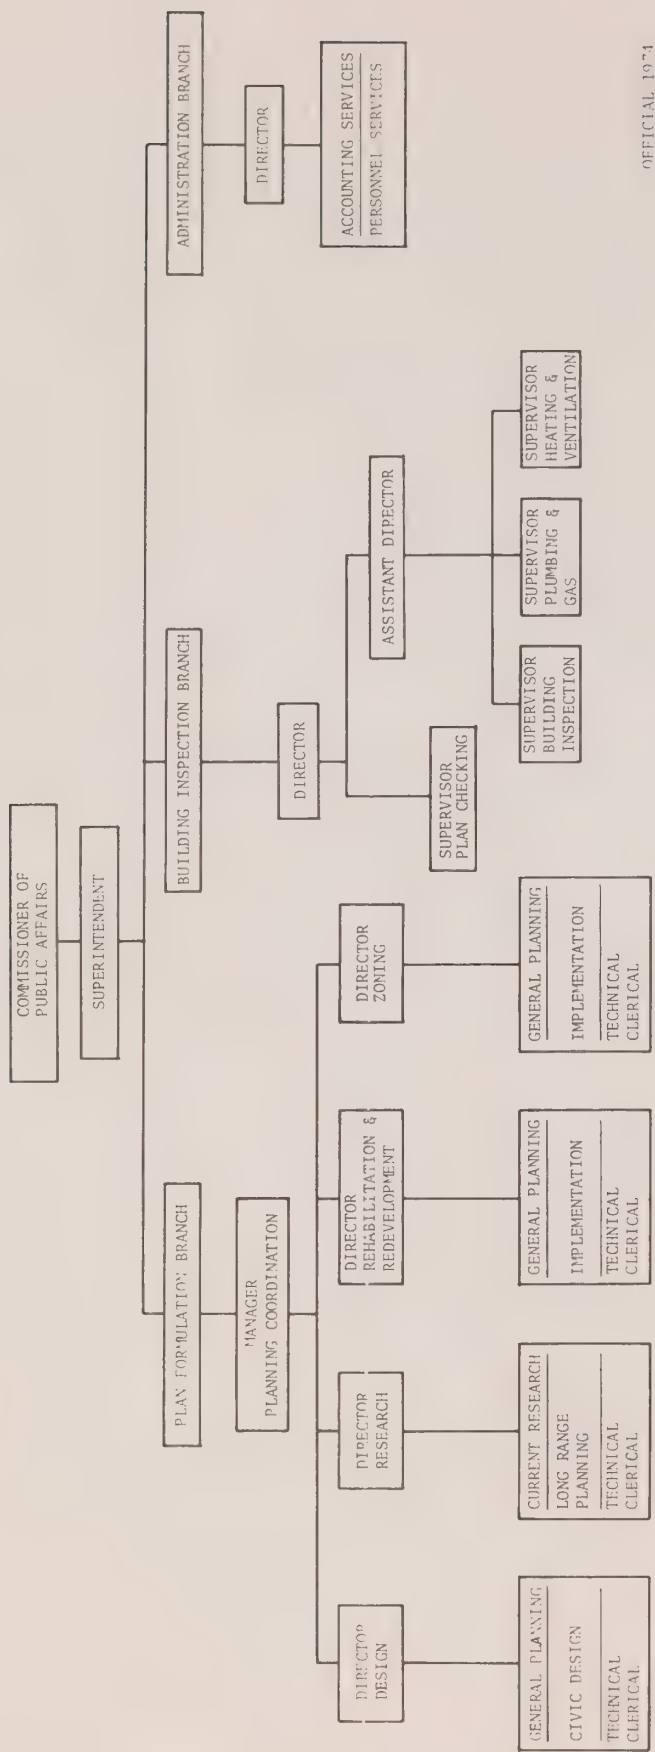 COMMISSIONER OF
PUBLIC AFFAIRS
SUPERINTENDENT
PLAN FORMULATION BRANCH
BUILDING INSPECTION BRANCH
ADMINISTRATION BRANCH
MANAGER
PLANNING COORDINATION
DIRECTOR
DIRECTOR
DIRECTOR
DESIGN
DIRECTOR
RESEARCH
DIRECTOR
REHABILITATION &
REDEVELOPMENT
DIRECTOR
ZONING
ASSISTANT DIRECTOR
ACCOUNTING SERVICES
PERSONNEL SERVICES
SUPERVISOR
PLAN CHECKING
GENERAL PLANNING
CIVIC DESIGN
TECHNICAL
CLERICAL
CURRENT RESEARCH
LONG RANGE
PLANNING
TECHNICAL
CLERICAL
GENERAL PLANNING
IMPLEMENTATION
TECHNICAL
CLERICAL
GENERAL PLANNING
IMPLEMENTATION
TECHNICAL
CLERICAL
SUPERVISOR
BUILDING
INSPECTION
SUPERVISOR
PLUMBING &
GAS
SUPERVISOR
HEATING &
VENTILATION
OFFICIAL 1974